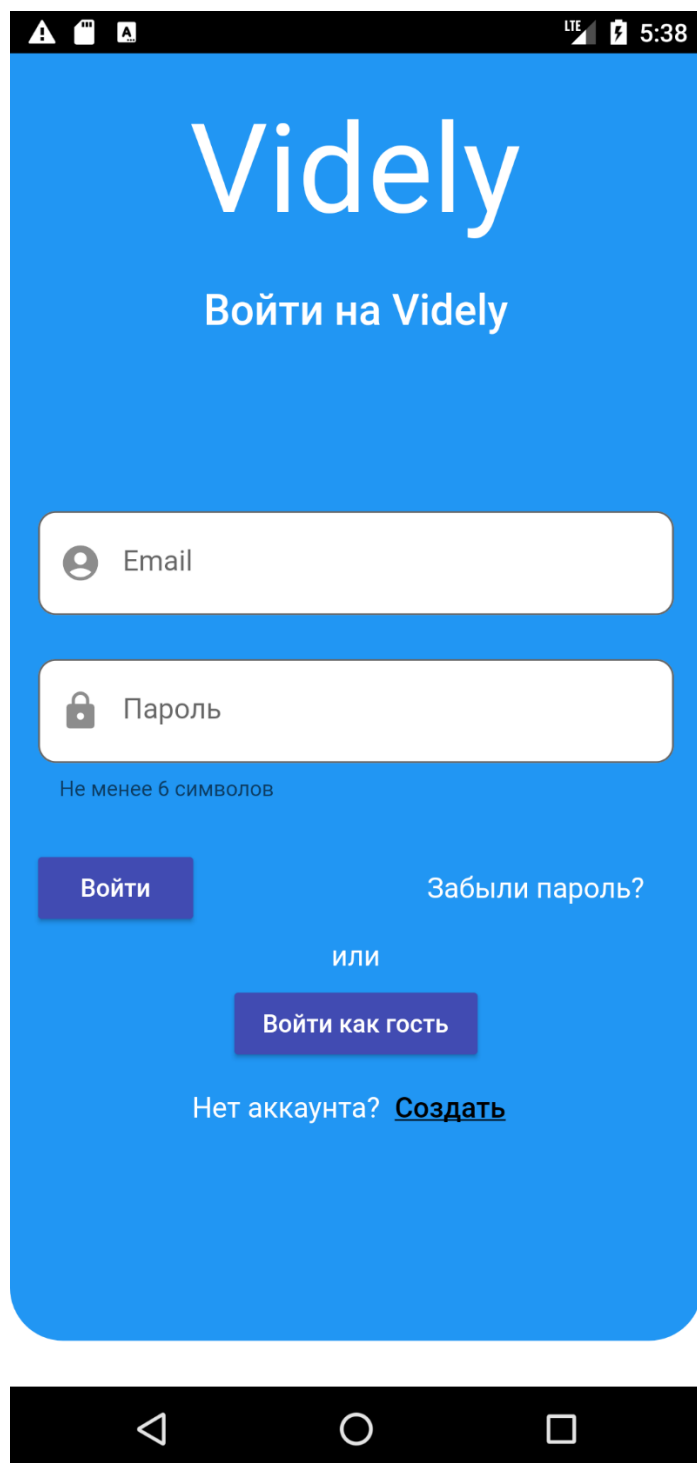 LTE 5:38
Videly
Войти на Videly
Email
Пароль
Не менее 6 символов
Войти Забыли пароль?
или
Войти как гость
Нет аккаунта? Создать